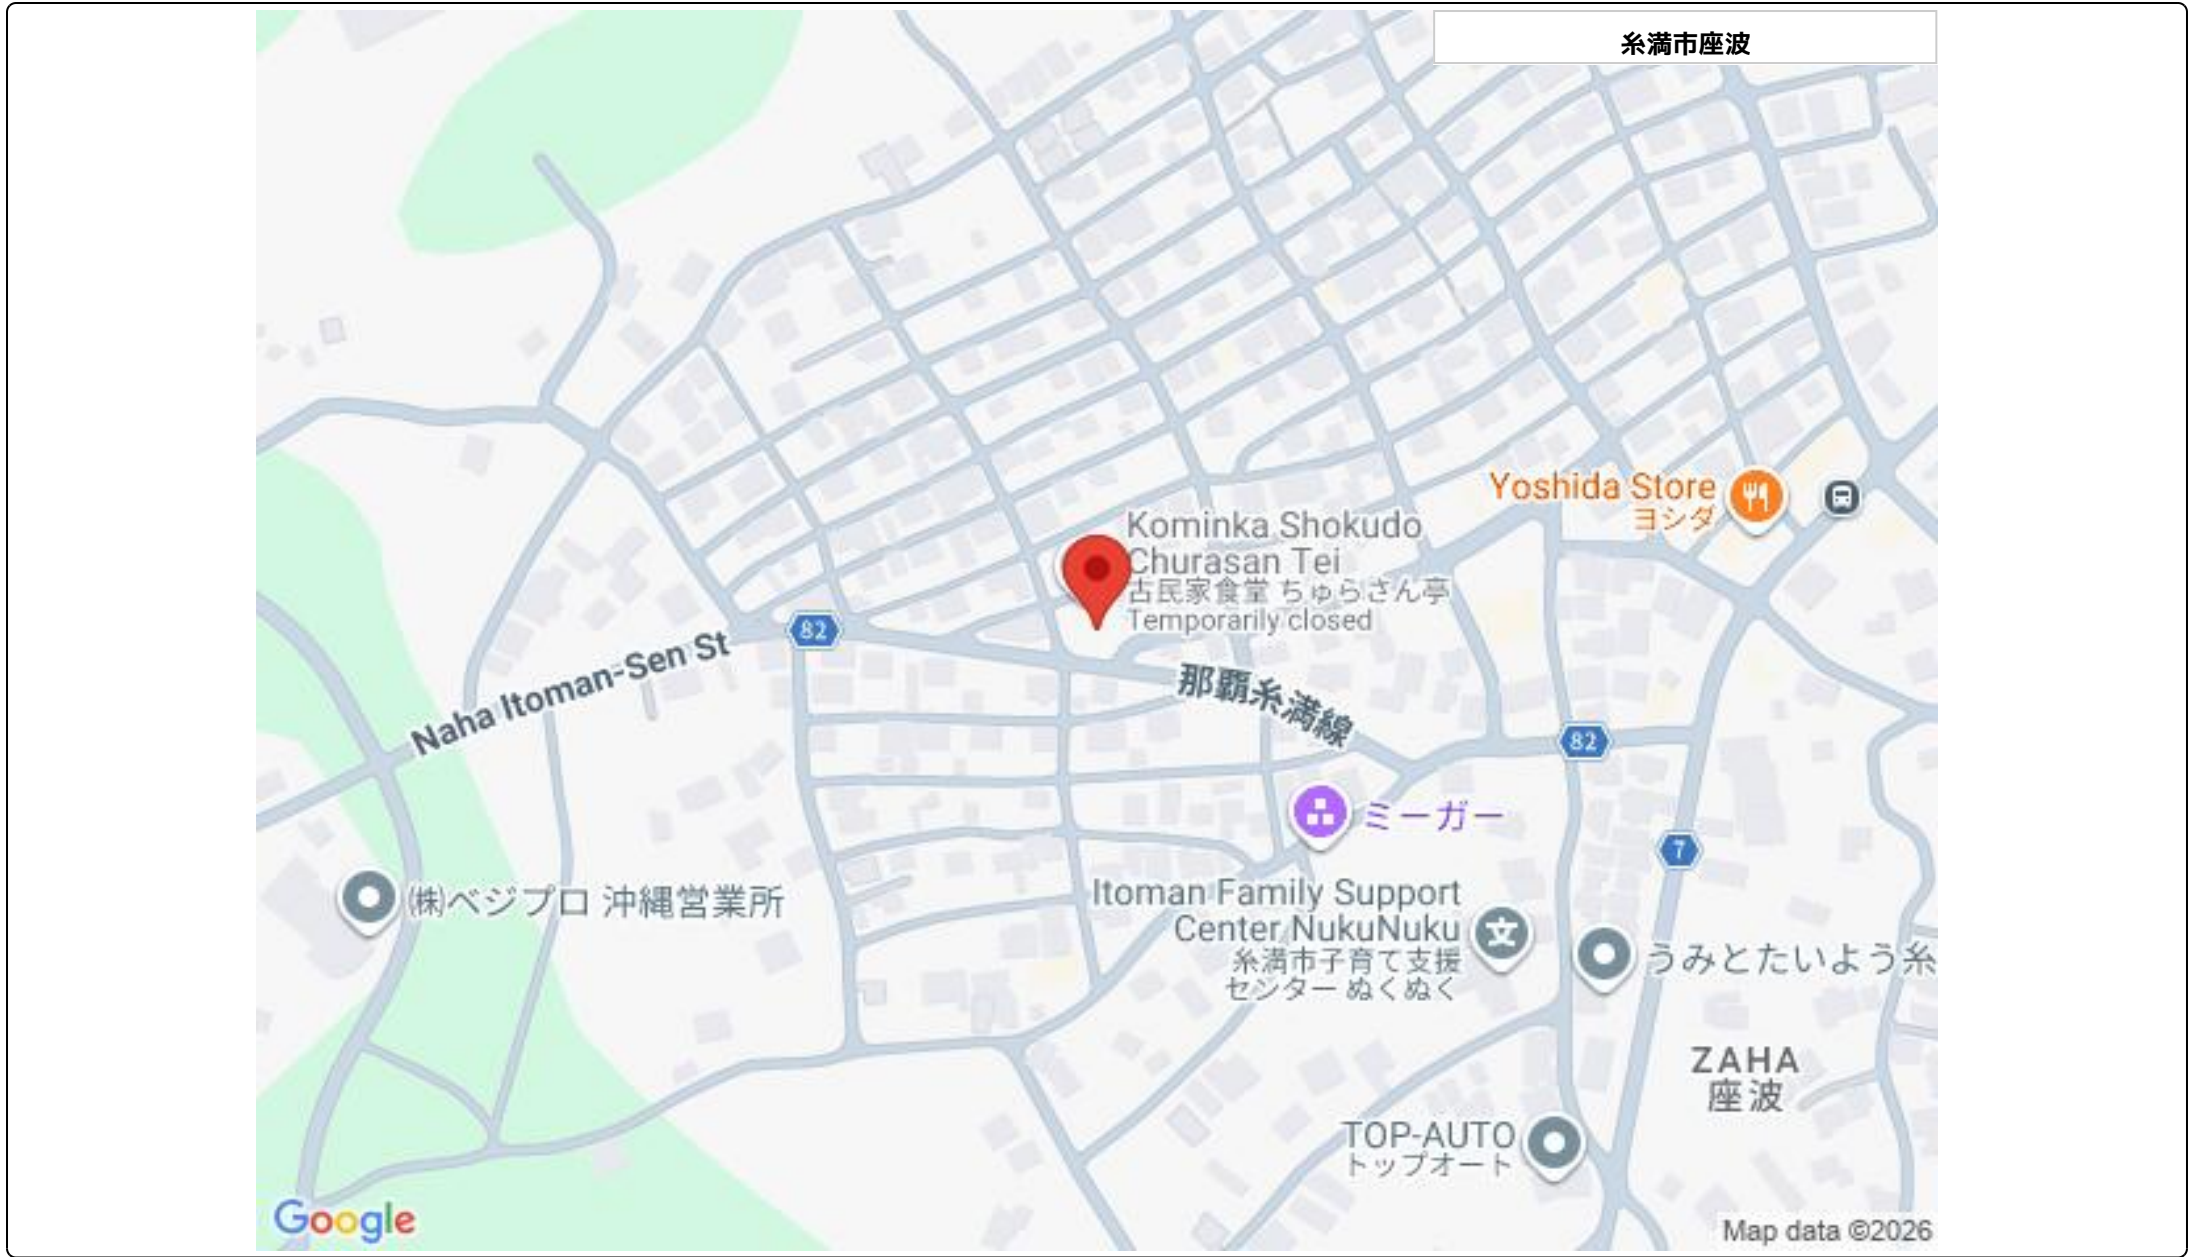 糸満市座波
Yoshida Store
ヨシダ
Kominka Shokudo
Churasan Tei
古民家食堂 ちゅらさん亭
Temporarily closed
82
Naha Itoman-Sen St
那覇糸満線
82
ミーガー
7
㈱ベジプロ 沖縄営業所
Itoman Family Support
Center NukuNuku
糸満市子育て支援
センター ぬくぬく
うみとたいよう糸
ZAHA
座波
TOP-AUTO
トップオート
Google
Map data ©2026